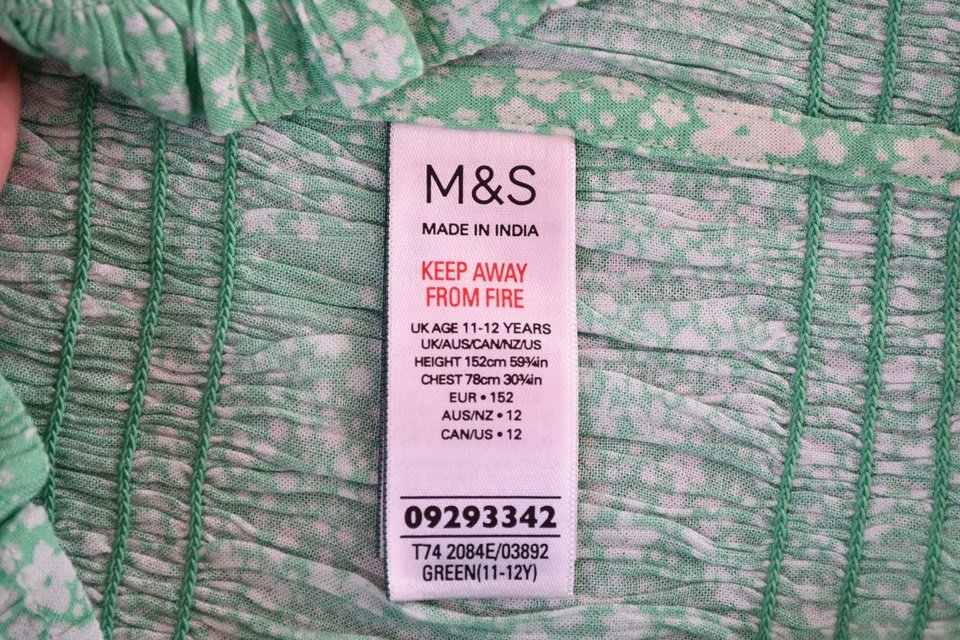 M&S
MADE IN INDIA
KEEP AWAY
FROM FIRE
UK AGE 11-12 YEARS
UK/AUS/CAN/NZ/US
HEIGHT 152cm 59¾in
CHEST 78cm 30¾in
EUR • 152
AUS/NZ • 12
CAN/US • 12
09293342
T74 2084E/03892
GREEN(11-12Y)